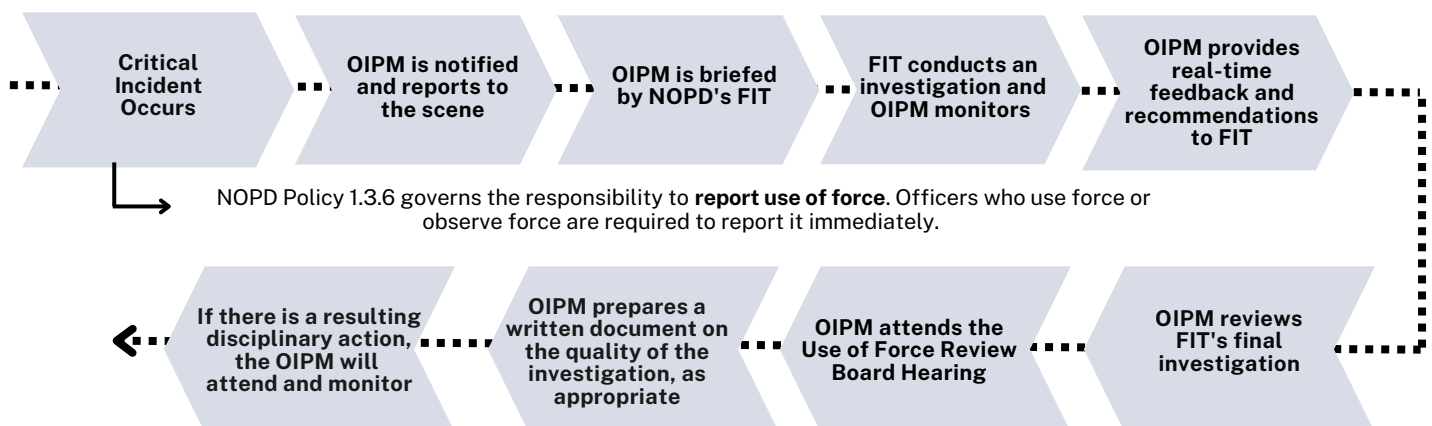 Critical
Incident
Occurs
OIPM is notified
and reports to
the scene
OIPM is briefed
by NOPD's FIT
FIT conducts an
investigation and
OIPM monitors
OIPM provides
real-time
feedback and
recommendations
to FIT
NOPD Policy 1.3.6 governs the responsibility to report use of force. Officers who use force or
observe force are required to report it immediately.
OIPM reviews
FIT's final
investigation
OIPM attends the
Use of Force Review
Board Hearing
OIPM prepares a
written document on
the quality of the
investigation, as
appropriate
If there is a resulting
disciplinary action,
the OIPM will
attend and monitor